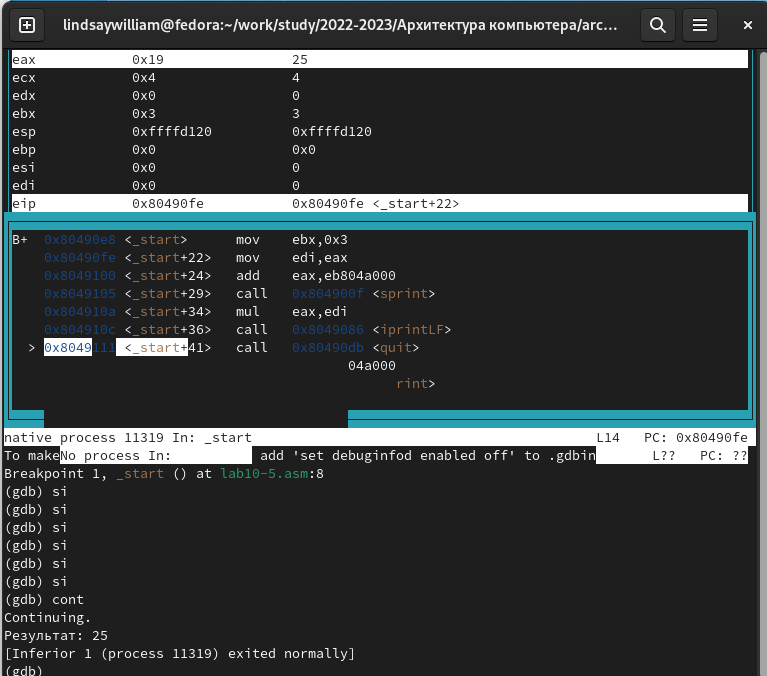 lindsaywilliam@fedora:~/work/study/2022-2023/Архитектура компьютера/arc...
eax 0x19 25
ecx 0x4 4
edx 0x0 0
ebx 0x3 3
esp 0xffffd120 0xffffd120
ebp 0x0 0x0
esi 0x0 0
edi 0x0 0
eip 0x80490fe 0x80490fe <_start+22>
B+ 0x80490e8 <_start> mov ebx,0x3
0x80490fe <_start+22> mov edi,eax
0x8049100 <_start+24> add eax,eb804a000
0x8049105 <_start+29> call 0x804900f <sprint>
0x804910a <_start+34> mul eax,edi
0x804910c <_start+36> call 0x8049086 <iprintLF>
> 0x8049111 <_start+41> call 0x80490db <quit>
04a000
rint>
native process 11319 In: _start L14 PC: 0x80490fe
To makeNo process In: add 'set debuginfod enabled off' to .gdbin L?? PC: ??
Breakpoint 1, _start () at lab10-5.asm:8
(gdb) si
(gdb) si
(gdb) si
(gdb) si
(gdb) si
(gdb) si
(gdb) cont
Continuing.
Результат: 25
[Inferior 1 (process 11319) exited normally]
(gdb)